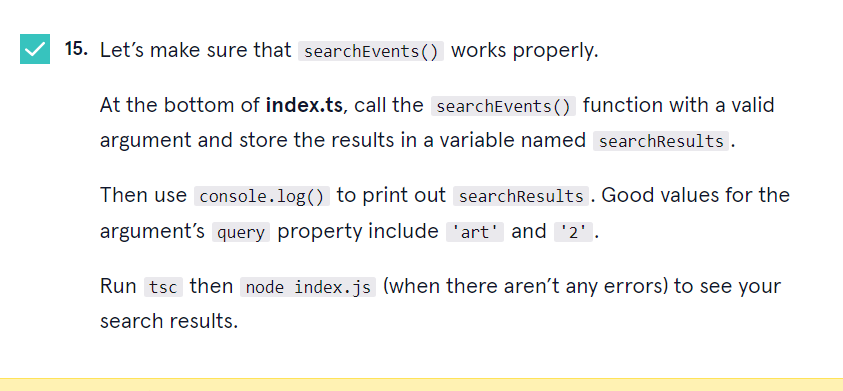 15. Let’s make sure that searchEvents() works properly.
At the bottom of index.ts, call the searchEvents() function with a valid
argument and store the results in a variable named searchResults.
Then use console.log() to print out searchResults. Good values for the
argument’s query property include 'art' and '2'.
Run tsc then node index.js (when there aren’t any errors) to see your
search results.